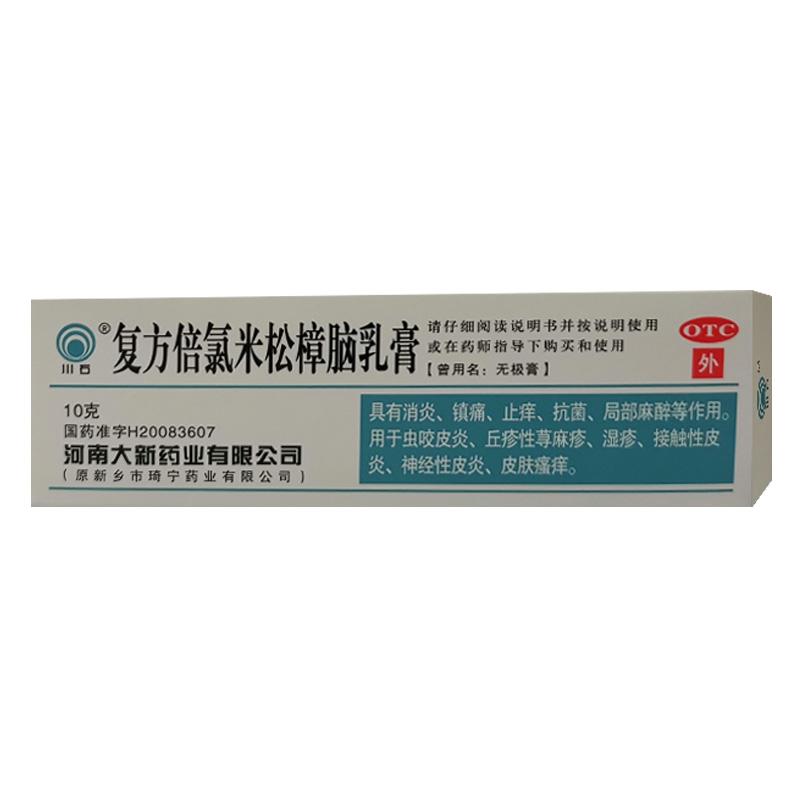 川石
®
复方倍氯米松樟脑乳膏
请仔细阅读说明书并按说明使用
或在药师指导下购买和使用
【曾用名：无极膏】
OTC
外
10克
国药准字H20083607
河南大新药业有限公司
（原新乡市琦宁药业有限公司）
具有消炎、镇痛、止痒、抗菌、局部麻醉等作用。
用于虫咬皮炎、丘疹性荨麻疹、湿疹、接触性皮
炎、神经性皮炎、皮肤瘙痒。